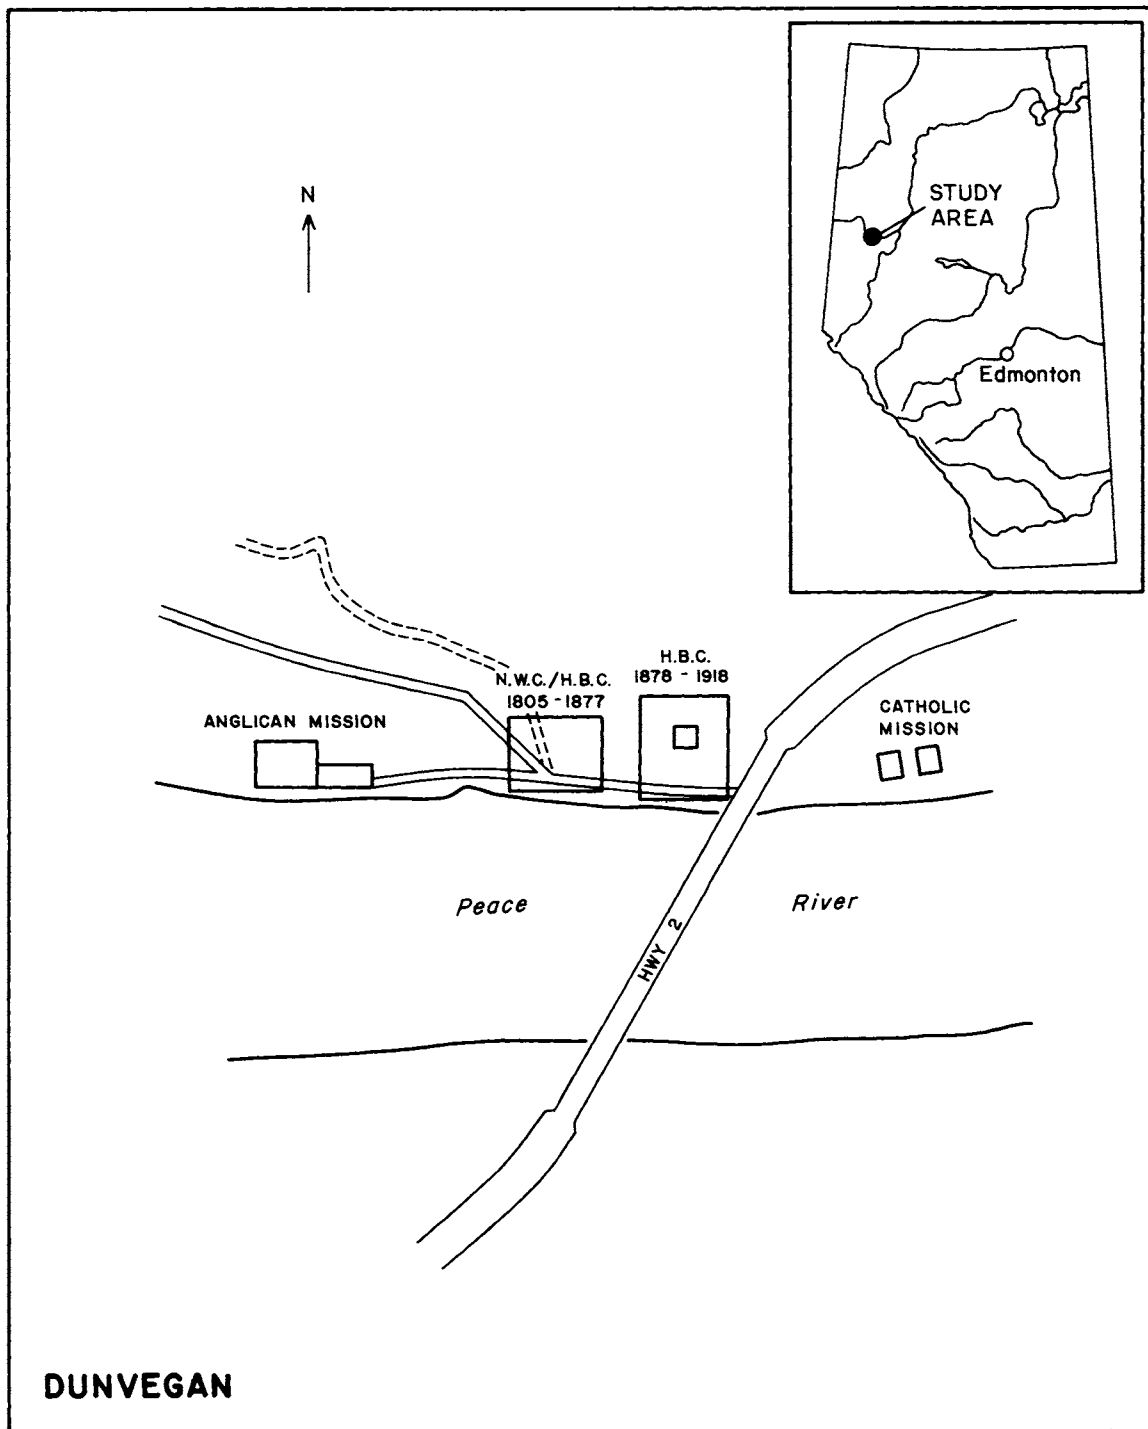 N
STUDY
AREA
Edmonton
N.W.C./H.B.C.
1805 - 1877
H.B.C.
1878 - 1918
ANGLICAN MISSION
CATHOLIC
MISSION
Peace River
HWY 2
DUNVEGAN